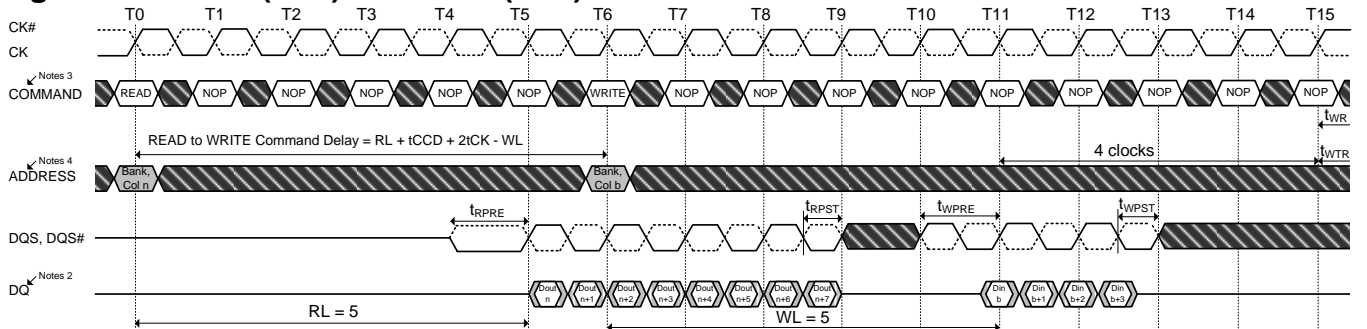 T0 T1 T2 T3 T4 T5 T6 T7 T8 T9 T10 T11 T12 T13 T14 T15
CK#
CK
Notes 3
COMMAND READ NOP NOP NOP NOP NOP WRITE NOP NOP NOP NOP NOP NOP NOP NOP NOP
tWR
READ to WRITE Command Delay = RL + tCCD + 2tCK - WL
4 clocks
tWTR
Notes 4
ADDRESS
Bank, Col n
Bank, Col b
tRPRE tRPST tWPRE tWPST
DQS, DQS#
Notes 2
DQ
Dout n Dout n+1 Dout n+2 Dout n+3 Dout n+4 Dout n+5 Dout n+6 Dout n+7 Din b Din b+1 Din b+2 Din b+3
RL = 5
WL = 5